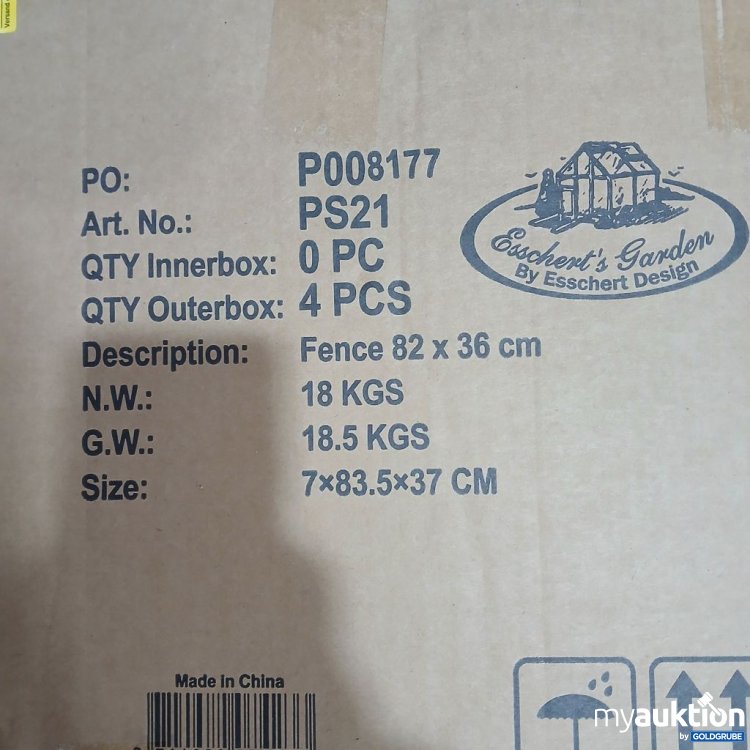 Versand
PO: P008177
Art. No.: PS21
QTY Innerbox: 0 PC
QTY Outerbox: 4 PCS
Description: Fence 82 x 36 cm
N.W.: 18 KGS
G.W.: 18.5 KGS
Size: 7×83.5×37 CM
Esschert's Garden
By Esschert Design
Made in China
myauktion
by GOLDGRUBE